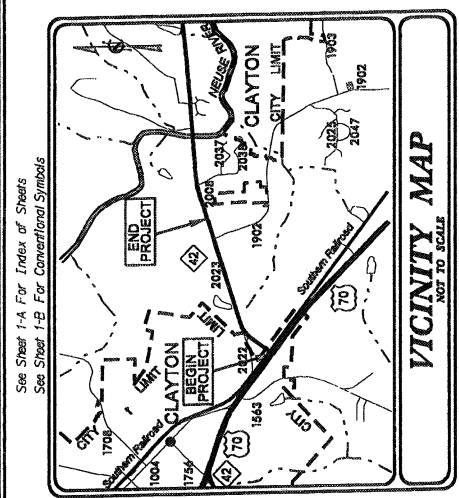 See Sheet 1-A For Index of Sheets
See Sheet 1-B For Conventional Symbols
NEUSE RIVER
CLAYTON
CITY LIMIT
1903
1902
2037
2038
2025
2047
2008
1902
END
PROJECT
42
2023
Southern Railroad
70
LIMIT
CLAYTON
LIMIT
CITY
1708
BEGIN
PROJECT
2022
Southern Railroad
1004
1756
1563
CITY
70
42
VICINITY MAP
NOT TO SCALE